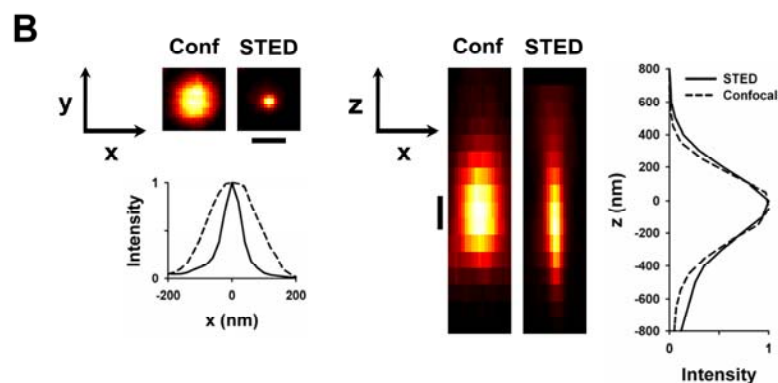 B
Conf STED
y
x
Intensity
1
0
-200 0 200
x (nm)
Conf STED
z
x
STED
Confocal
800
600
400
200
0
-200
-400
-600
-800
z (nm)
0 1
Intensity